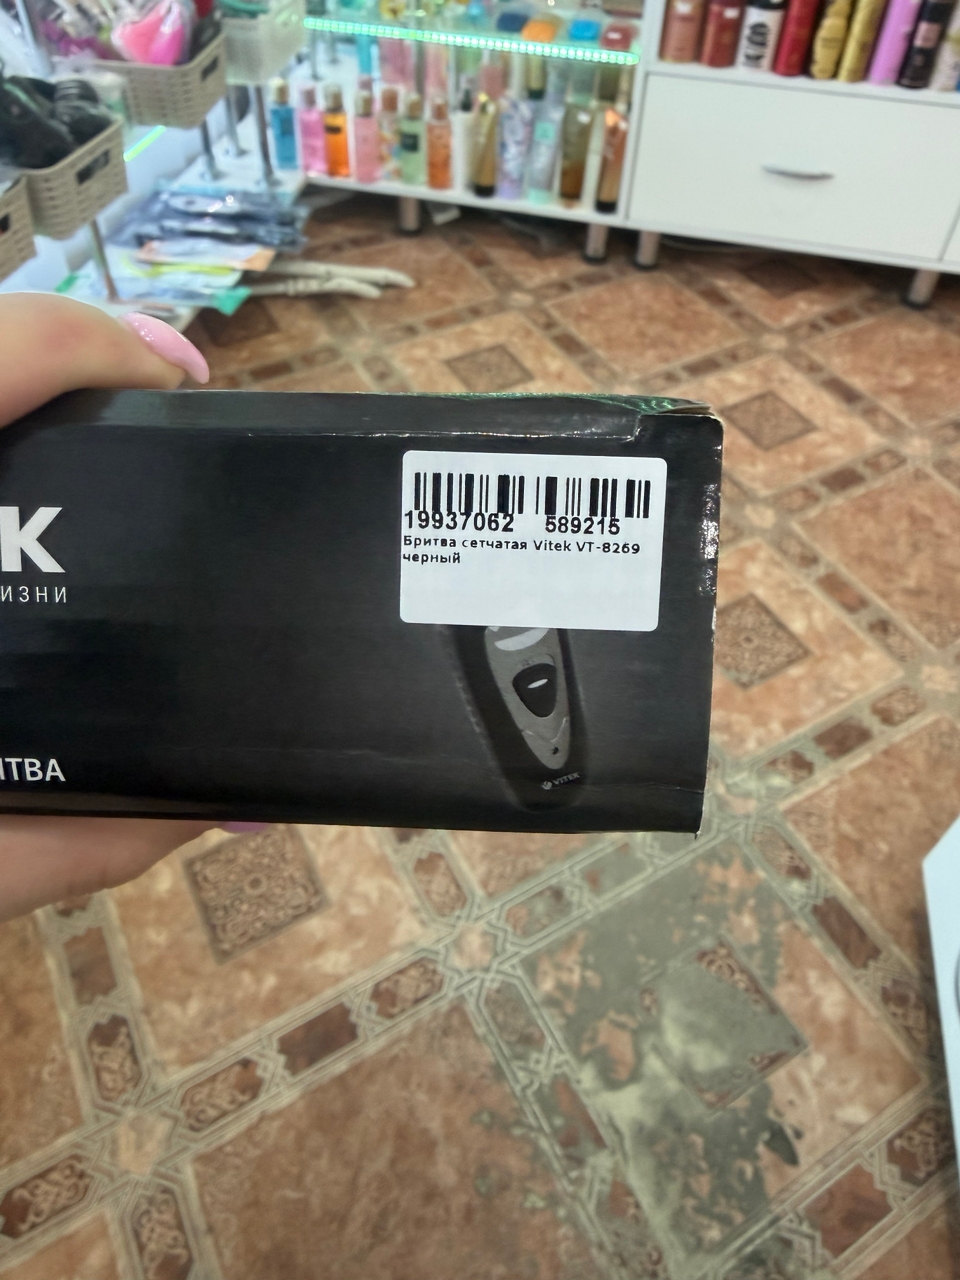 19937062 589215
Бритва сетчатая Vitek VT-8269
черный
К
ИЗНИ
ИТВА
VITEK